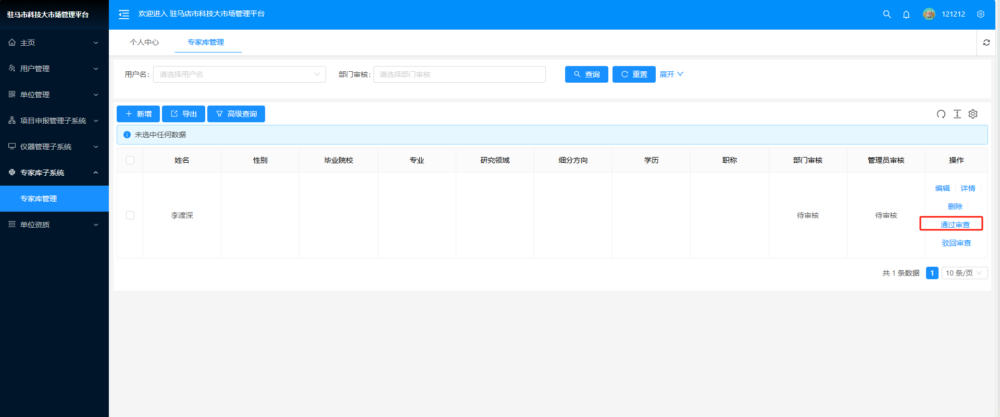 驻马市科技大市场管理平台
欢迎进入 驻马店市科技大市场管理平台
121212
主页
用户管理
单位管理
项目申报管理子系统
仪器管理子系统
专家库子系统
专家库管理
单位资质
个人中心
专家库管理
用户名: 请选择用户名 部门审核: 请选择部门审核 查询 重置 展开
新增 导出 高级查询
未选中任何数据
姓名 性别 毕业院校 专业 研究领域 细分方向 学历 职称 部门审核 管理员审核 操作
李渡深 待审核 待审核
编辑 详情
删除
通过审查
驳回审查
共 1 条数据 1 10 条/页